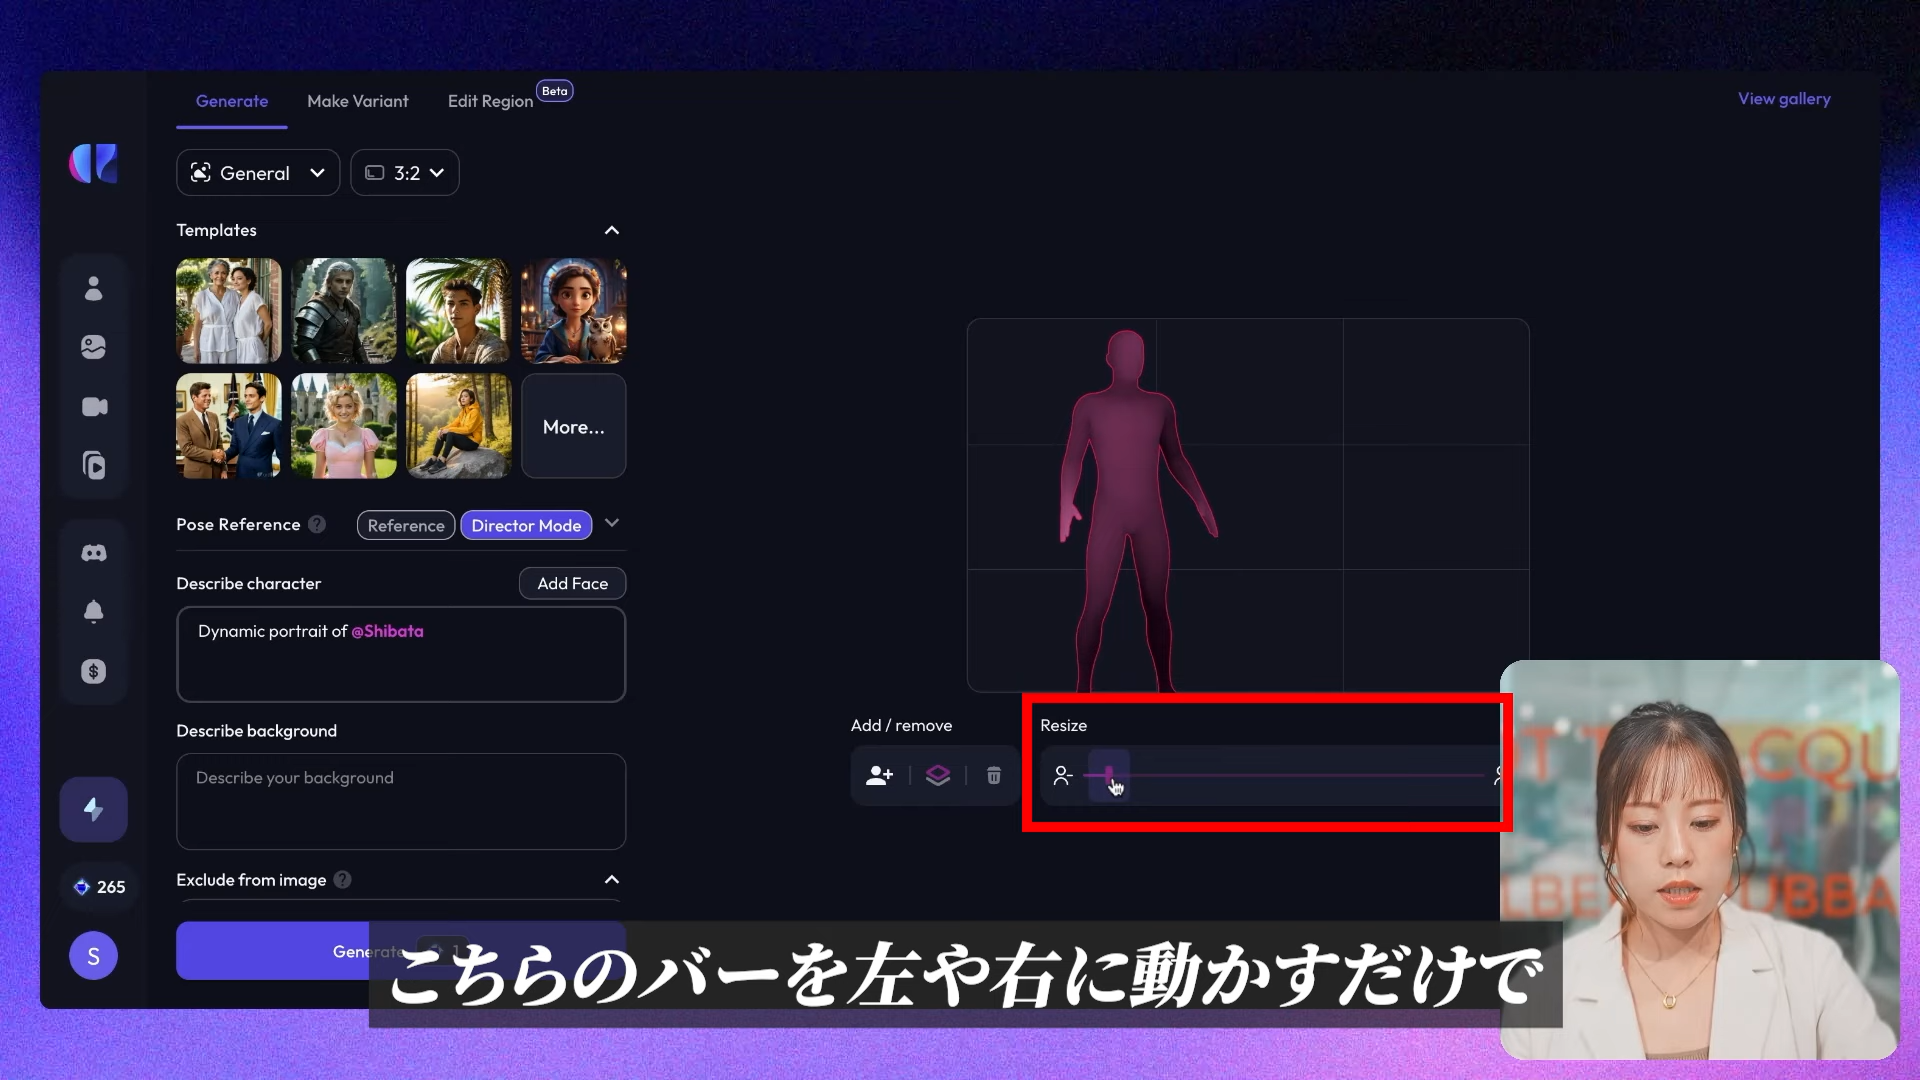 Generate Make Variant Edit Region Beta
View gallery
General 3:2
Templates
More...
Pose Reference ? Reference Director Mode
Describe character Add Face
Dynamic portrait of @Shibata
Describe background
Describe your background
Exclude from image ?
Generate 1
Add / remove
Resize
265
S
こちらのバーを左や右に動かすだけで